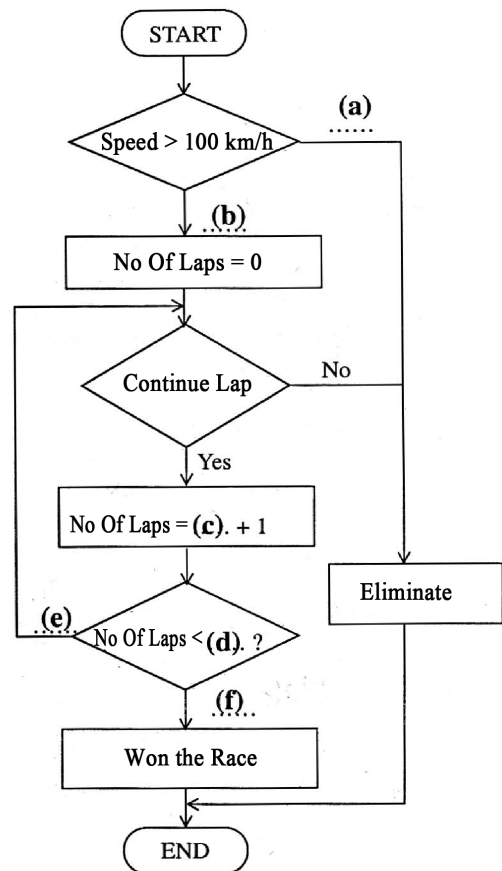 START
(a)
Speed > 100 km/h
(b)
No Of Laps = 0
Continue Lap
No
Yes
No Of Laps = (c). + 1
Eliminate
(e)
No Of Laps < (d). ?
(f)
Won the Race
END